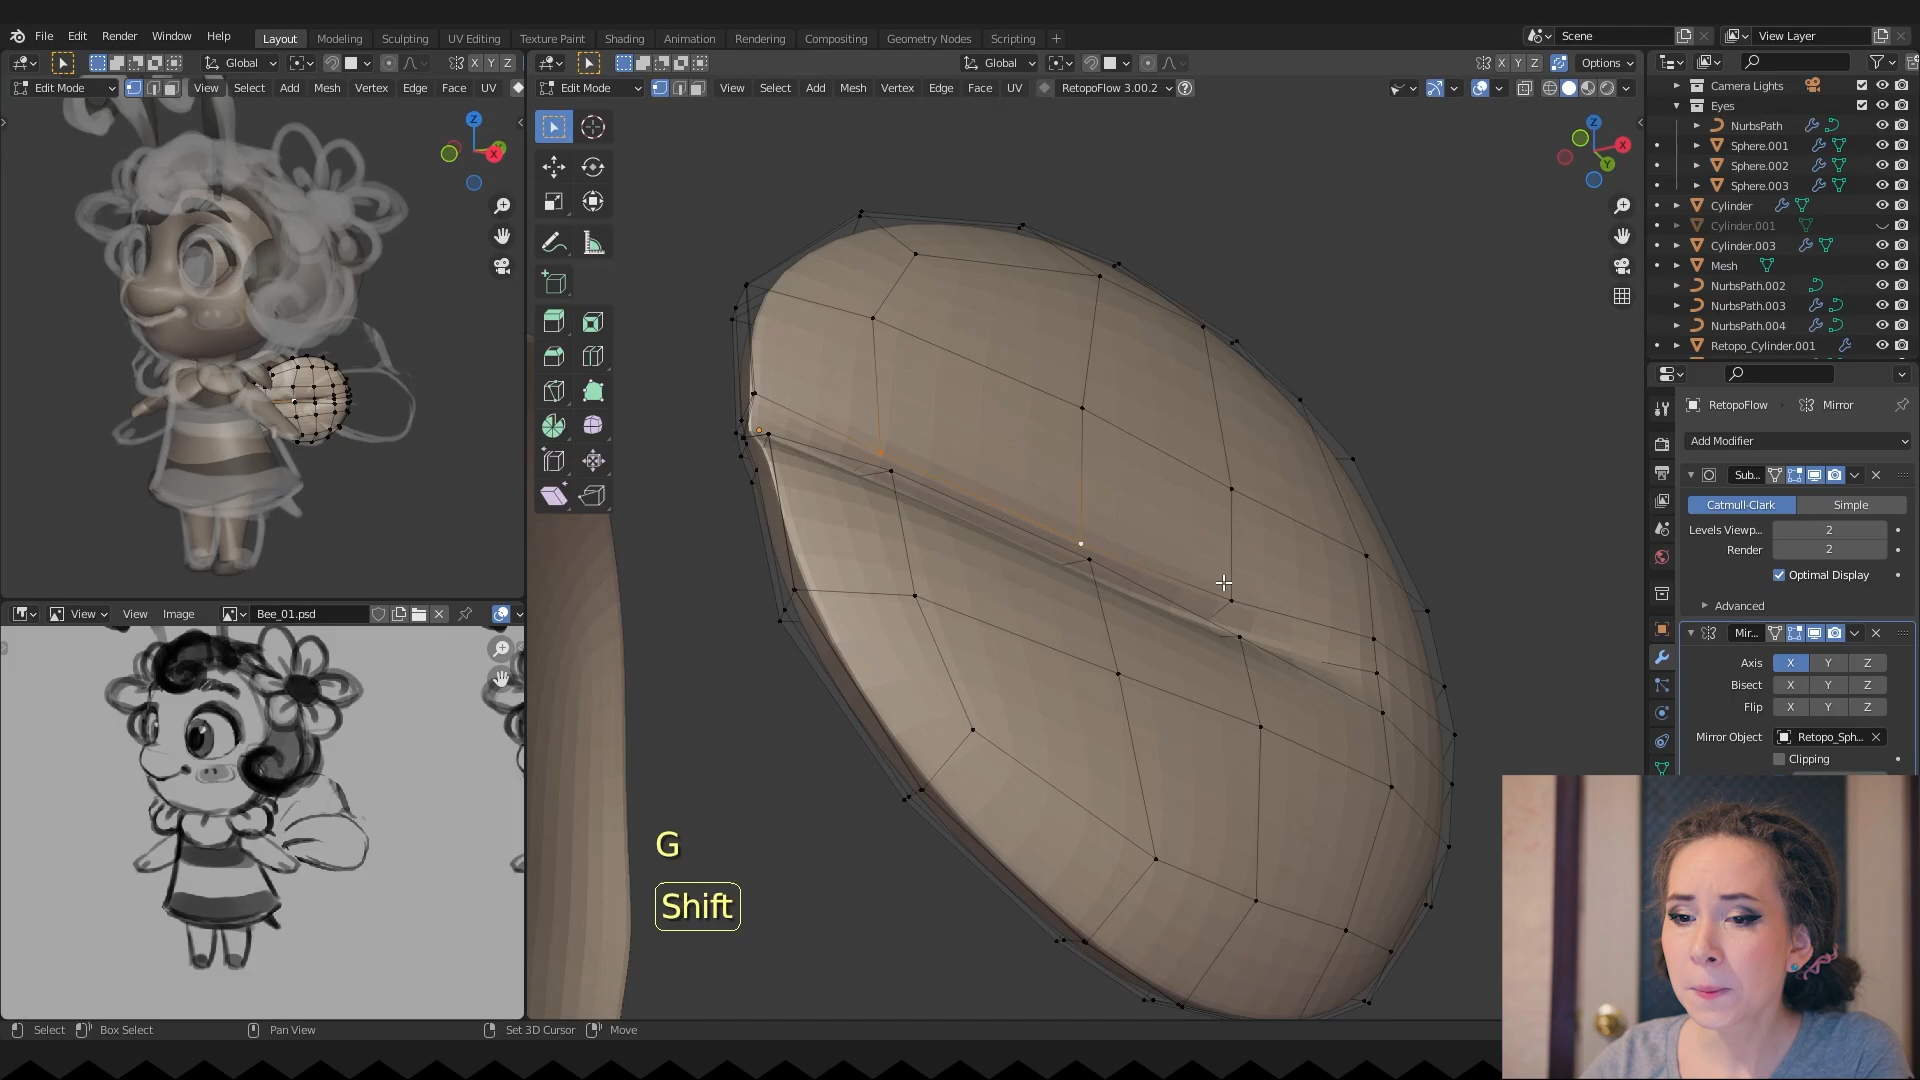 File Edit Render Window Help
Layout Modeling Sculpting UV Editing Texture Paint Shading Animation Rendering Compositing Geometry Nodes Scripting +
Scene
View Layer
Global
X Y Z
Global
X Y Z
Options
Edit Mode
View Select Add Mesh Vertex Edge Face UV
Edit Mode
View Select Add Mesh Vertex Edge Face UV
RetopoFlow 3.00.2
Camera Lights
Eyes
NurbsPath
Sphere.001
Sphere.002
Sphere.003
Cylinder
Cylinder.001
Cylinder.003
Mesh
NurbsPath.002
NurbsPath.003
NurbsPath.004
Retopo_Cylinder.001
Z
X
Y
Z
X
Y
RetopoFlow > Mirror
Add Modifier
Sub...
Catmull-Clark Simple
Levels Viewp... 2
Render 2
Optimal Display
Advanced
Mir...
Axis X Y Z
Bisect X Y Z
Flip X Y Z
Mirror Object Retopo_Sph...
Clipping
View
View Image
Bee_01.psd
G
Shift
Select
Box Select
Pan View
Set 3D Cursor
Move